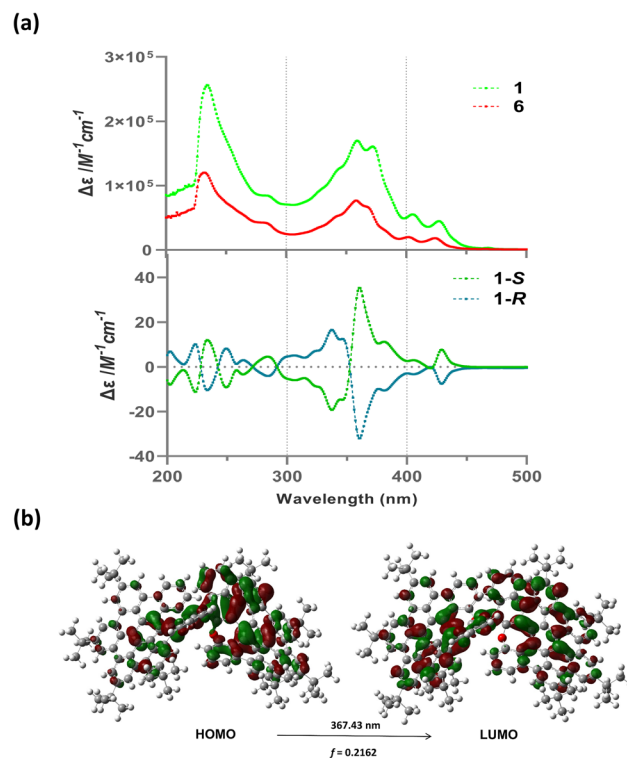 (a)
3×10⁵
2×10⁵
1×10⁵
0
Δε /M⁻¹cm⁻¹
1
6
40
20
0
-20
-40
Δε /M⁻¹cm⁻¹
1-S
1-R
200 300 400 500
Wavelength (nm)
(b)
HOMO
367.43 nm
f = 0.2162
LUMO